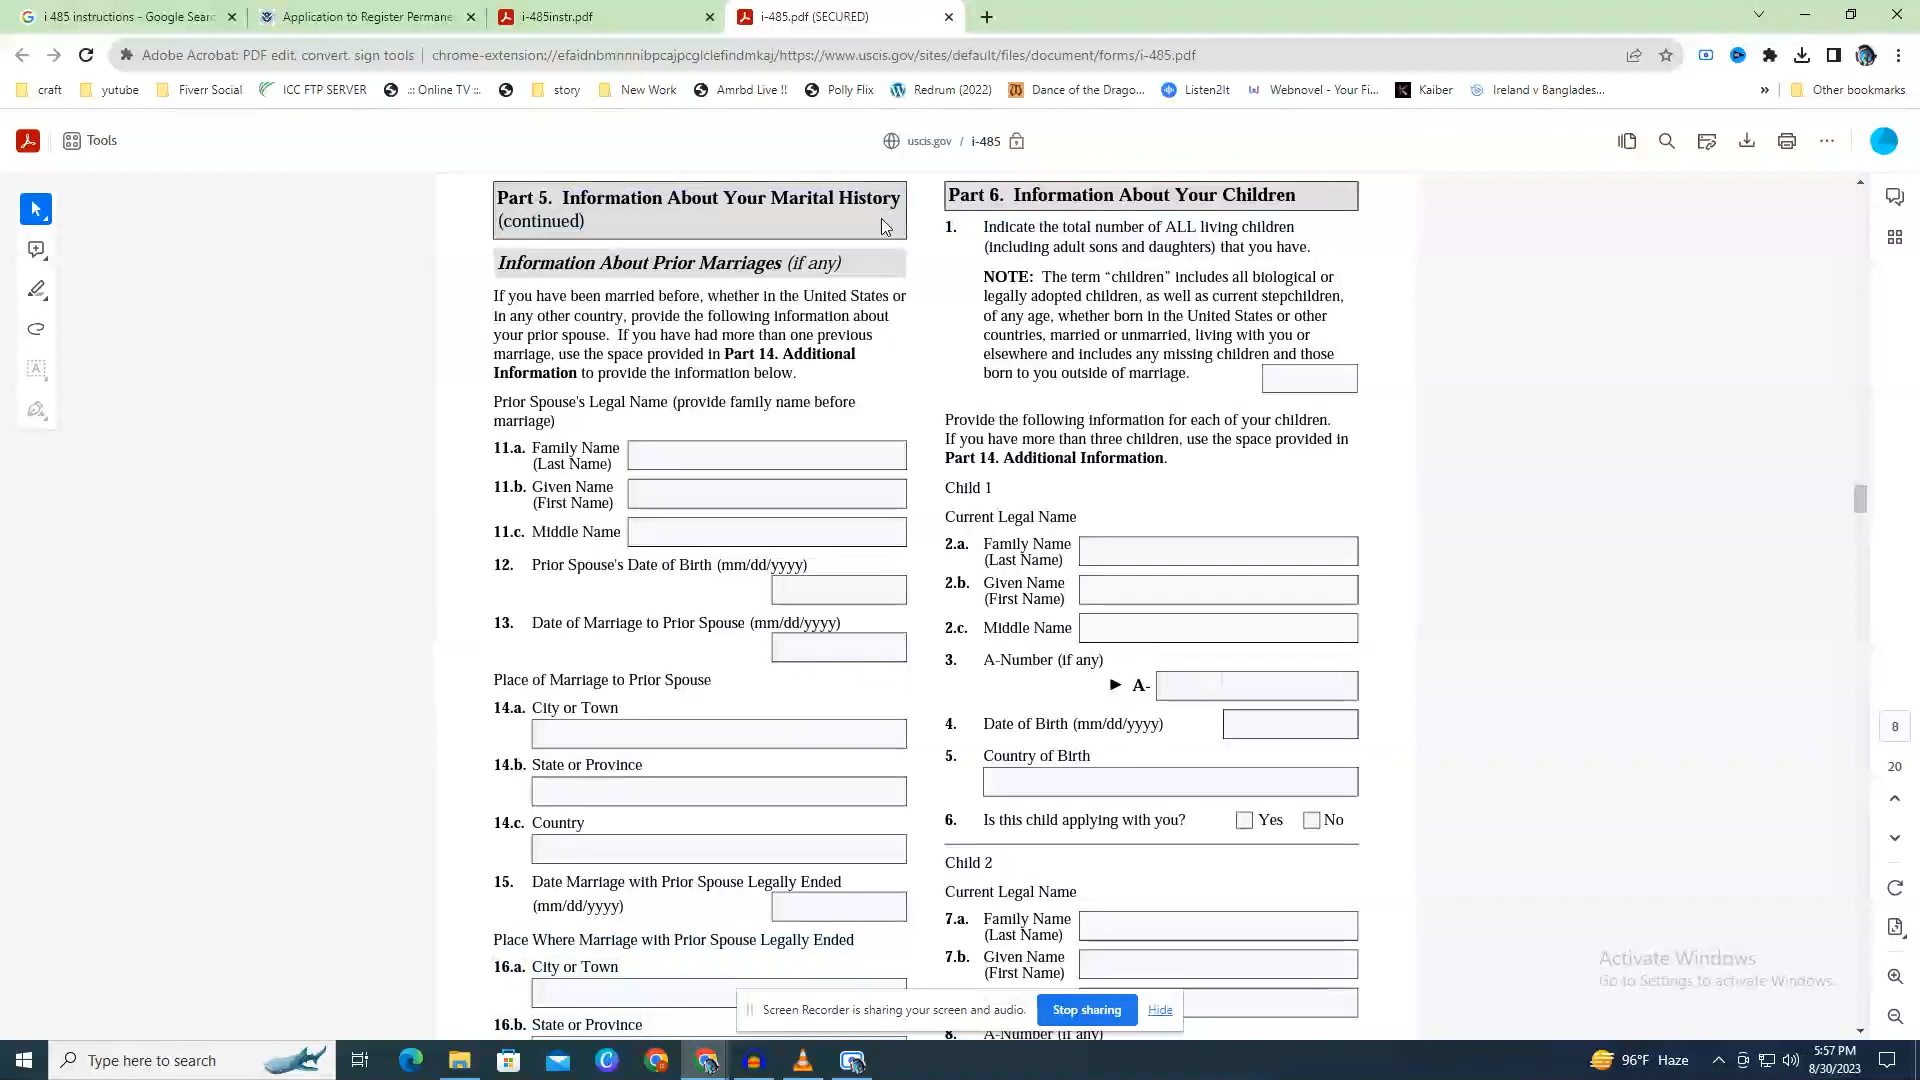 i 485 instructions - Google Sear
Application to Register Permane
i-485instr.pdf
i-485.pdf (SECURED)
Adobe Acrobat: PDF edit, convert, sign tools
chrome-extension://efaidnbmnnnibpcajpcglclefindmkaj/https://www.uscis.gov/sites/default/files/document/forms/i-485.pdf
craft
yutube
Fiverr Social
ICC FTP SERVER
.:: Online TV ::.
story
New Work
Amrbd Live !!
Polly Flix
Redrum (2022)
Dance of the Drago...
Listen2It
Webnovel - Your Fi...
Kaiber
Ireland v Banglades...
»
Other bookmarks
Tools
uscis.gov / i-485
Part 5. Information About Your Marital History
(continued)
Information About Prior Marriages (if any)
If you have been married before, whether in the United States or
in any other country, provide the following information about
your prior spouse. If you have had more than one previous
marriage, use the space provided in Part 14. Additional
Information to provide the information below.
Prior Spouse's Legal Name (provide family name before
marriage)
11.a. Family Name
(Last Name)
11.b. Given Name
(First Name)
11.c. Middle Name
12. Prior Spouse's Date of Birth (mm/dd/yyyy)
13. Date of Marriage to Prior Spouse (mm/dd/yyyy)
Place of Marriage to Prior Spouse
14.a. City or Town
14.b. State or Province
14.c. Country
15. Date Marriage with Prior Spouse Legally Ended
(mm/dd/yyyy)
Place Where Marriage with Prior Spouse Legally Ended
16.a. City or Town
16.b. State or Province
Part 6. Information About Your Children
1. Indicate the total number of ALL living children
(including adult sons and daughters) that you have.
NOTE: The term “children” includes all biological or
legally adopted children, as well as current stepchildren,
of any age, whether born in the United States or other
countries, married or unmarried, living with you or
elsewhere and includes any missing children and those
born to you outside of marriage.
Provide the following information for each of your children.
If you have more than three children, use the space provided in
Part 14. Additional Information.
Child 1
Current Legal Name
2.a. Family Name
(Last Name)
2.b. Given Name
(First Name)
2.c. Middle Name
3. A-Number (if any)
► A-
4. Date of Birth (mm/dd/yyyy)
5. Country of Birth
6. Is this child applying with you? Yes No
Child 2
Current Legal Name
7.a. Family Name
(Last Name)
7.b. Given Name
(First Name)
8. A-Number (if any)
8
20
Activate Windows
Go to Settings to activate Windows.
Screen Recorder is sharing your screen and audio.
Stop sharing
Hide
Type here to search
96°F Haze
5:57 PM
8/30/2023